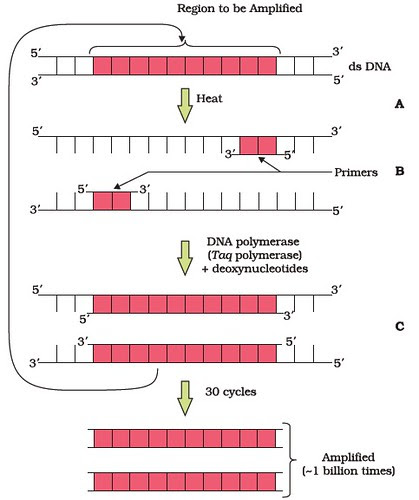 Region to be Amplified
5′ 3′
ds DNA
3′ 5′
A
Heat
5′ 3′
3′ 5′
Primers
B
5′ 3′
3′ 5′
DNA polymerase
(Taq polymerase)
+ deoxynucleotides
5′ 3′
5′ 3′
C
3′ 5′
3′ 5′
30 cycles
Amplified
(~1 billion times)